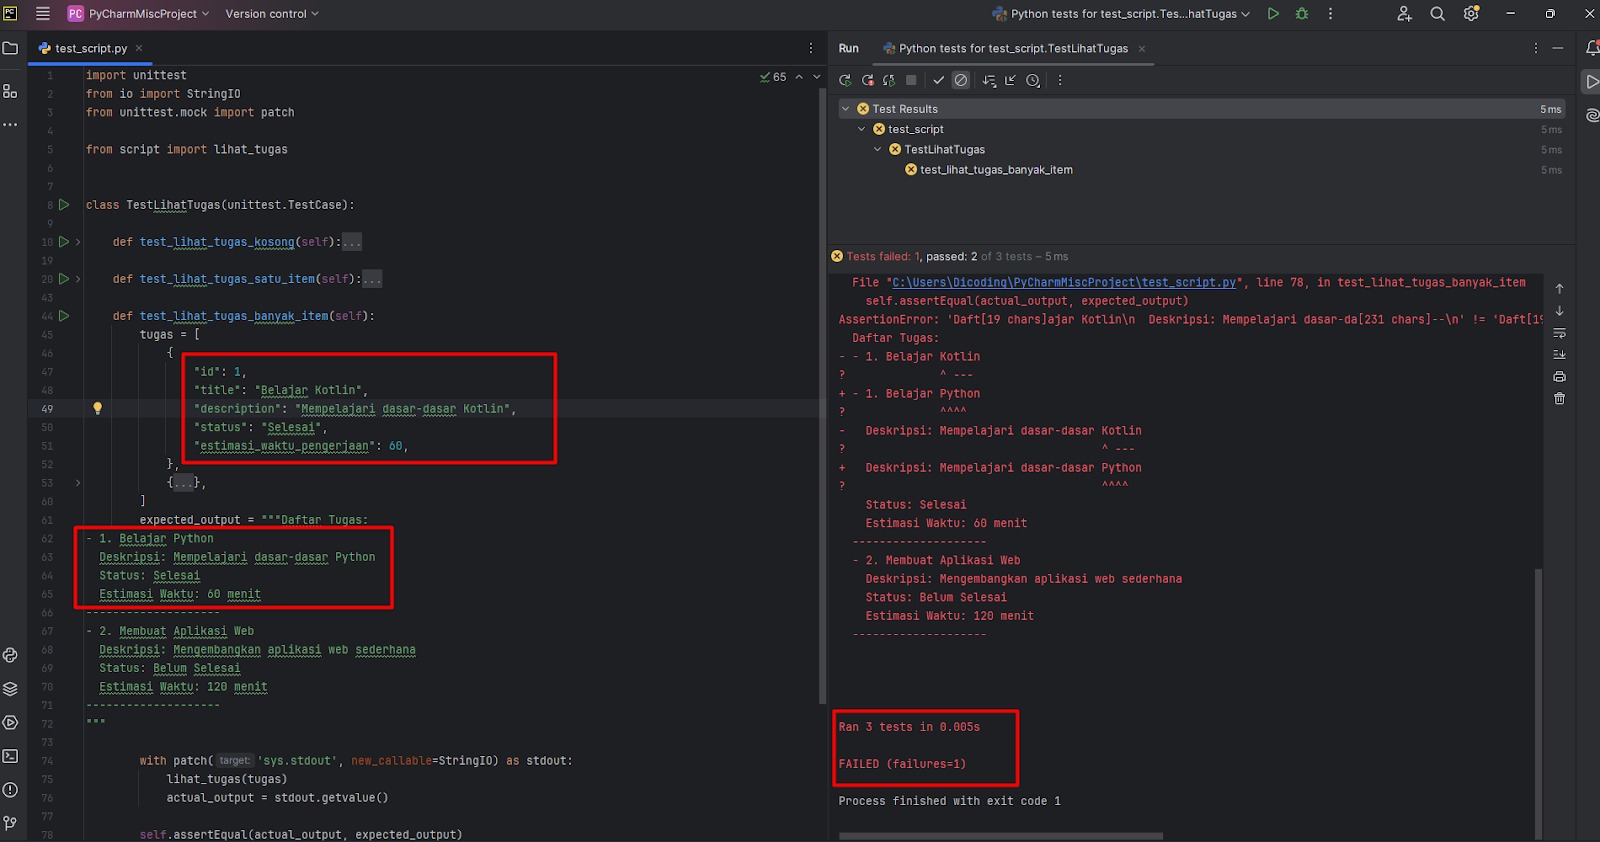 PC PyCharmMiscProject Version control Python tests for test_script.Tes...hatTugas
test_script.py
65
1 import unittest
2 from io import StringIO
3 from unittest.mock import patch
4
5 from script import lihat_tugas
6
7
8 class TestLihatTugas(unittest.TestCase):
9
10 def test_lihat_tugas_kosong(self):...
19
20 def test_lihat_tugas_satu_item(self):...
43
44 def test_lihat_tugas_banyak_item(self):
45 tugas = [
46 {
47 "id": 1,
48 "title": "Belajar Kotlin",
49 "description": "Mempelajari dasar-dasar Kotlin",
50 "status": "Selesai",
51 "estimasi_waktu_pengerjaan": 60,
52 },
53 {...},
60 ]
61 expected_output = """Daftar Tugas:
62 - 1. Belajar Python
63 Deskripsi: Mempelajari dasar-dasar Python
64 Status: Selesai
65 Estimasi Waktu: 60 menit
66 --------------------
67 - 2. Membuat Aplikasi Web
68 Deskripsi: Mengembangkan aplikasi web sederhana
69 Status: Belum Selesai
70 Estimasi Waktu: 120 menit
71 --------------------
72 """
73
74 with patch( target: 'sys.stdout', new_callable=StringIO) as stdout:
75 lihat_tugas(tugas)
76 actual_output = stdout.getvalue()
77
78 self.assertEqual(actual_output, expected_output)
Run Python tests for test_script.TestLihatTugas
Test Results 5 ms
test_script 5 ms
TestLihatTugas 5 ms
test_lihat_tugas_banyak_item 5 ms
Tests failed: 1, passed: 2 of 3 tests – 5 ms
File "C:\Users\Dicoding\PyCharmMiscProject\test_script.py", line 78, in test_lihat_tugas_banyak_item
self.assertEqual(actual_output, expected_output)
AssertionError: 'Daft[19 chars]ajar Kotlin\n Deskripsi: Mempelajari dasar-da[231 chars]--\n' != 'Daft[19
Daftar Tugas:
- - 1. Belajar Kotlin
? ^ ---
+ - 1. Belajar Python
? ^^^^
- Deskripsi: Mempelajari dasar-dasar Kotlin
? ^ ---
+ Deskripsi: Mempelajari dasar-dasar Python
? ^^^^
Status: Selesai
Estimasi Waktu: 60 menit
--------------------
- 2. Membuat Aplikasi Web
Deskripsi: Mengembangkan aplikasi web sederhana
Status: Belum Selesai
Estimasi Waktu: 120 menit
--------------------
Ran 3 tests in 0.005s
FAILED (failures=1)
Process finished with exit code 1